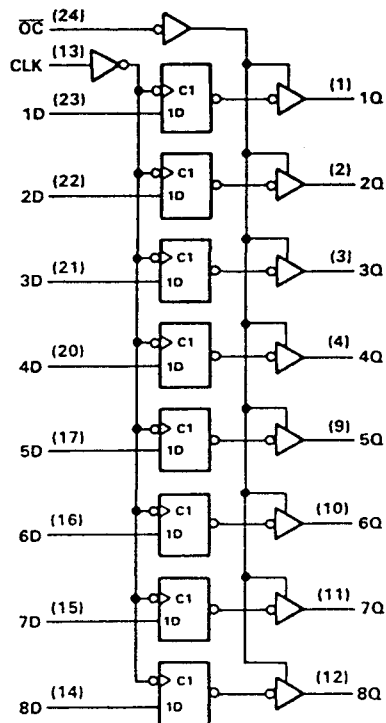 OC (24)
CLK (13)
C1 (1)
1D (23) 1D 1Q
C1 (2)
2D (22) 1D 2Q
C1 (3)
3D (21) 1D 3Q
C1 (4)
4D (20) 1D 4Q
C1 (9)
5D (17) 1D 5Q
C1 (10)
6D (16) 1D 6Q
C1 (11)
7D (15) 1D 7Q
C1 (12)
8D (14) 1D 8Q